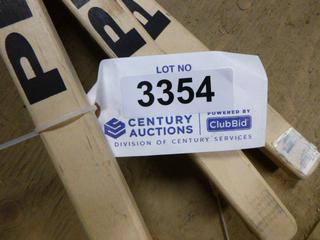 LOT NO
3354
CENTURY
AUCTIONS
POWERED BY
ClubBid
DIVISION OF CENTURY SERVICES